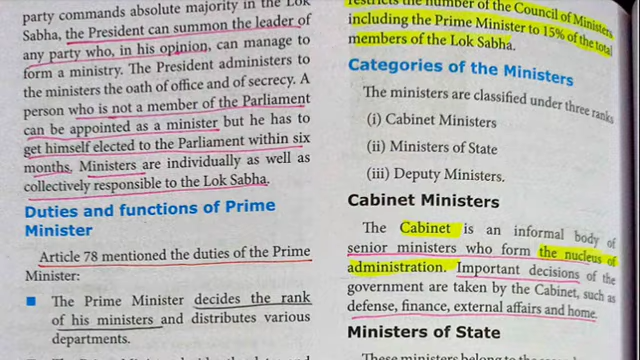 party commands absolute majority in the Lok
Sabha, the President can summon the leader of
any party who, in his opinion, can manage to
form a ministry. The President administers to
the ministers the oath of office and of secrecy. A
person who is not a member of the Parliament
can be appointed as a minister but he has to
get himself elected to the Parliament within six
months. Ministers are individually as well as
collectively responsible to the Lok Sabha.
Duties and functions of Prime
Minister
Article 78 mentioned the duties of the Prime
Minister:
■ The Prime Minister decides the rank
of his ministers and distributes various
departments.
restricts the number of the Council of Ministers
including the Prime Minister to 15% of the total
members of the Lok Sabha.
Categories of the Ministers
The ministers are classified under three ranks
(i) Cabinet Ministers
(ii) Ministers of State
(iii) Deputy Ministers.
Cabinet Ministers
The Cabinet is an informal body of
senior ministers who form the nucleus of
administration. Important decisions of the
government are taken by the Cabinet, such as
defense, finance, external affairs and home.
Ministers of State
These ministers belong to the